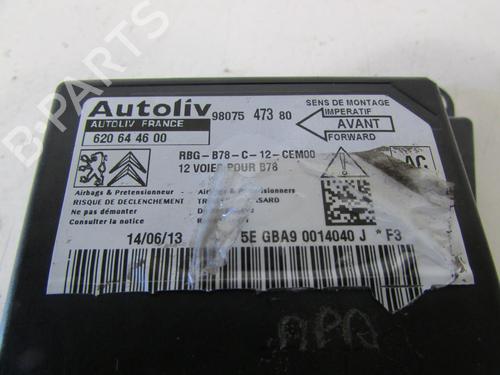 Autoliv
AUTOLIV FRANCE
620 64 46 00
98075 473 80
SENS DE MONTAGE
IMPERATIF
AVANT
FORWARD
RBG-B78-C-12-CEM00
12 VOIES POUR B78
AC
Airbags & Pretensionneur
RISQUE DE DECLENCHEMENT
Ne pas démonter
Consulter la notice
Airbags & Pretensioners
14/06/13
5E GBA9 0014040 J *F3
B-PARTS